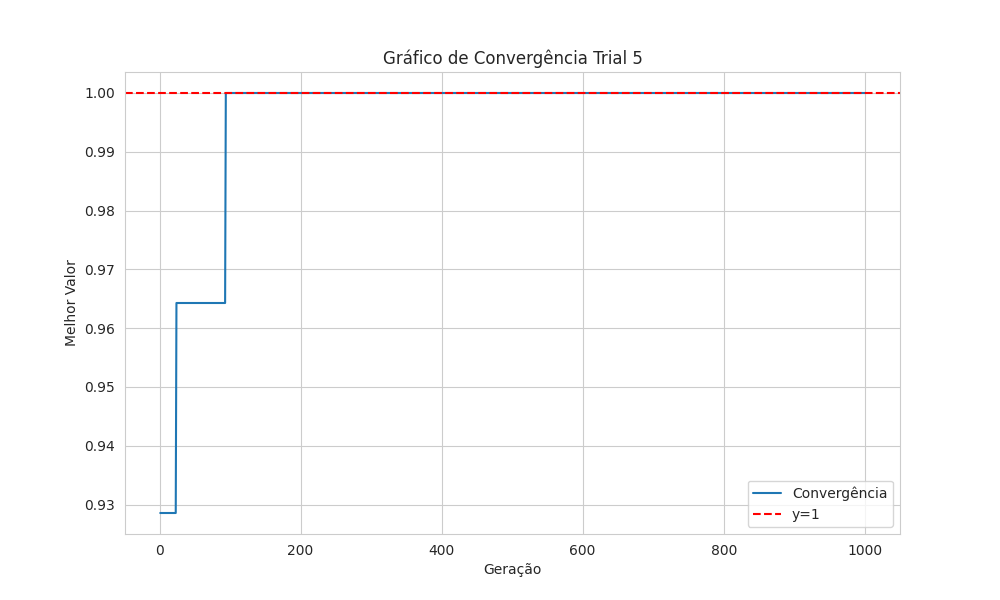 Gráfico de Convergência Trial 5
1.00
0.99
0.98
0.97
0.96
0.95
0.94
0.93
Melhor Valor
0 200 400 600 800 1000
Geração
Convergência
y=1